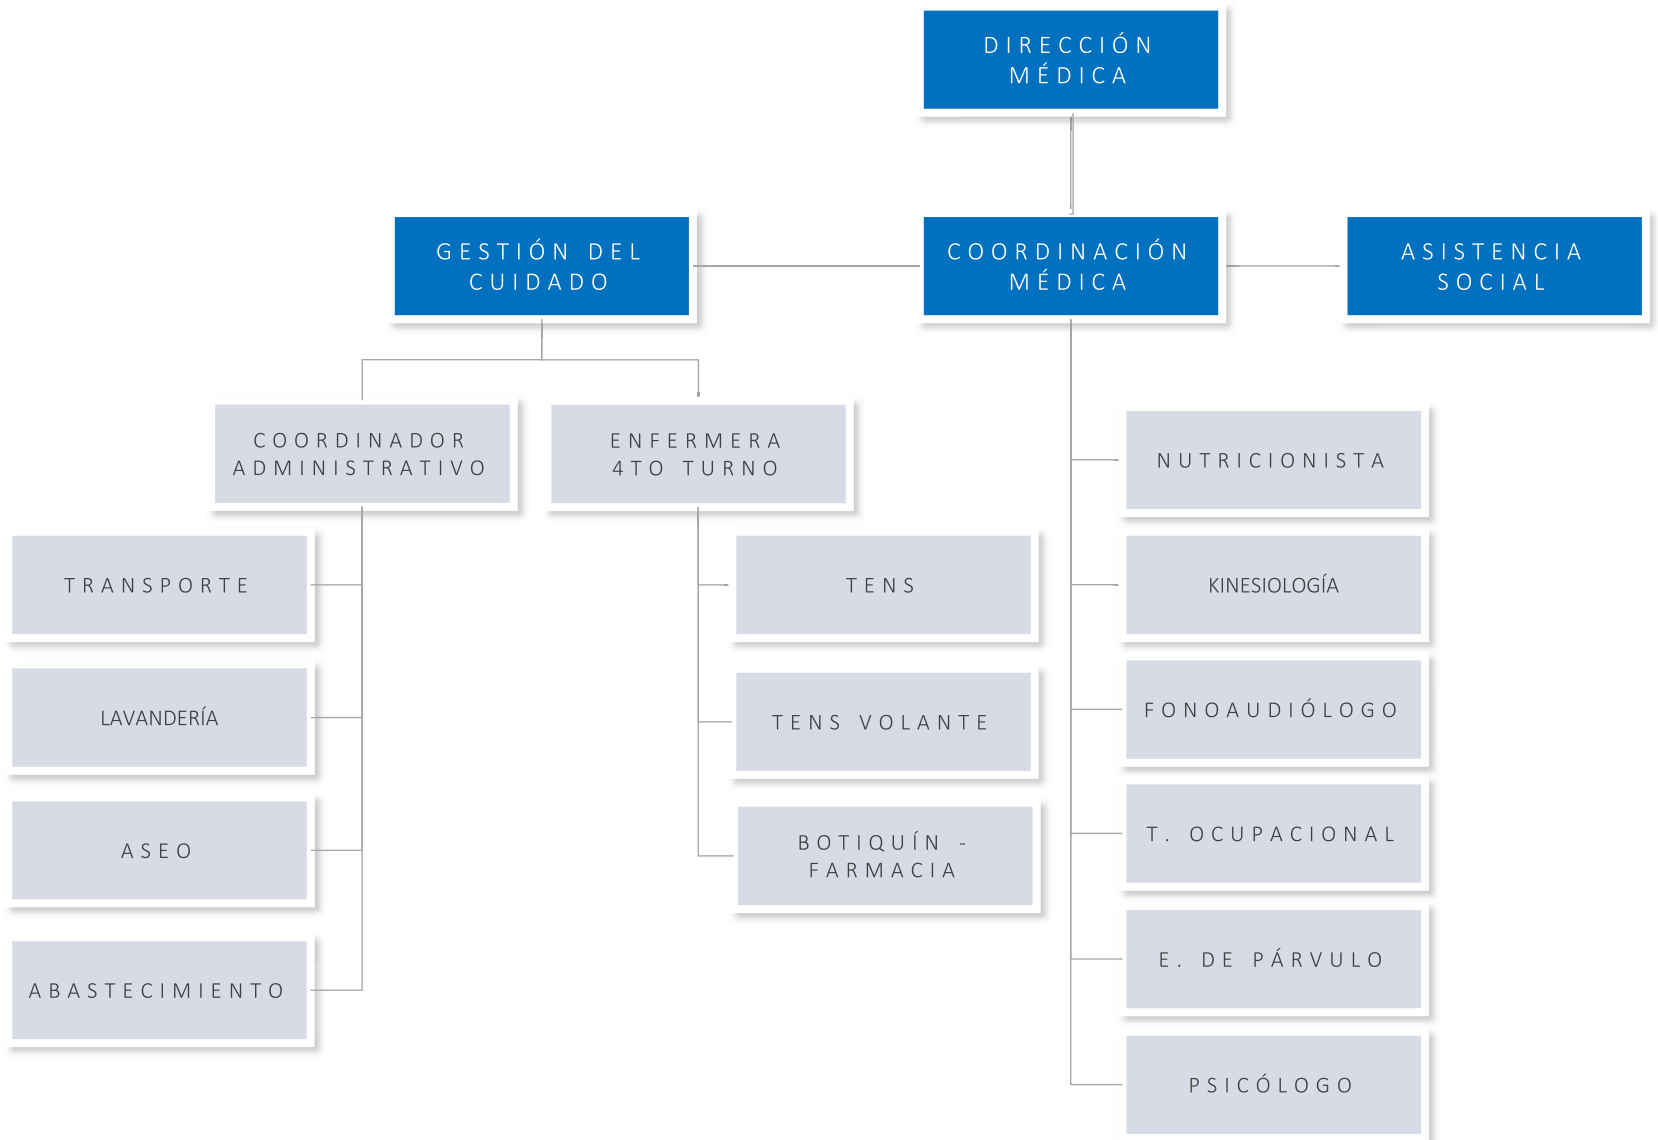 DIRECCIÓN
MÉDICA
GESTIÓN DEL
CUIDADO
COORDINACIÓN
MÉDICA
ASISTENCIA
SOCIAL
COORDINADOR
ADMINISTRATIVO
TRANSPORTE
LAVANDERÍA
ASEO
ABASTECIMIENTO
ENFERMERA
4TO TURNO
TENS
TENS VOLANTE
BOTIQUÍN -
FARMACIA
NUTRICIONISTA
KINESIOLOGÍA
FONOAUDIÓLOGO
T. OCUPACIONAL
E. DE PÁRVULO
PSICÓLOGO